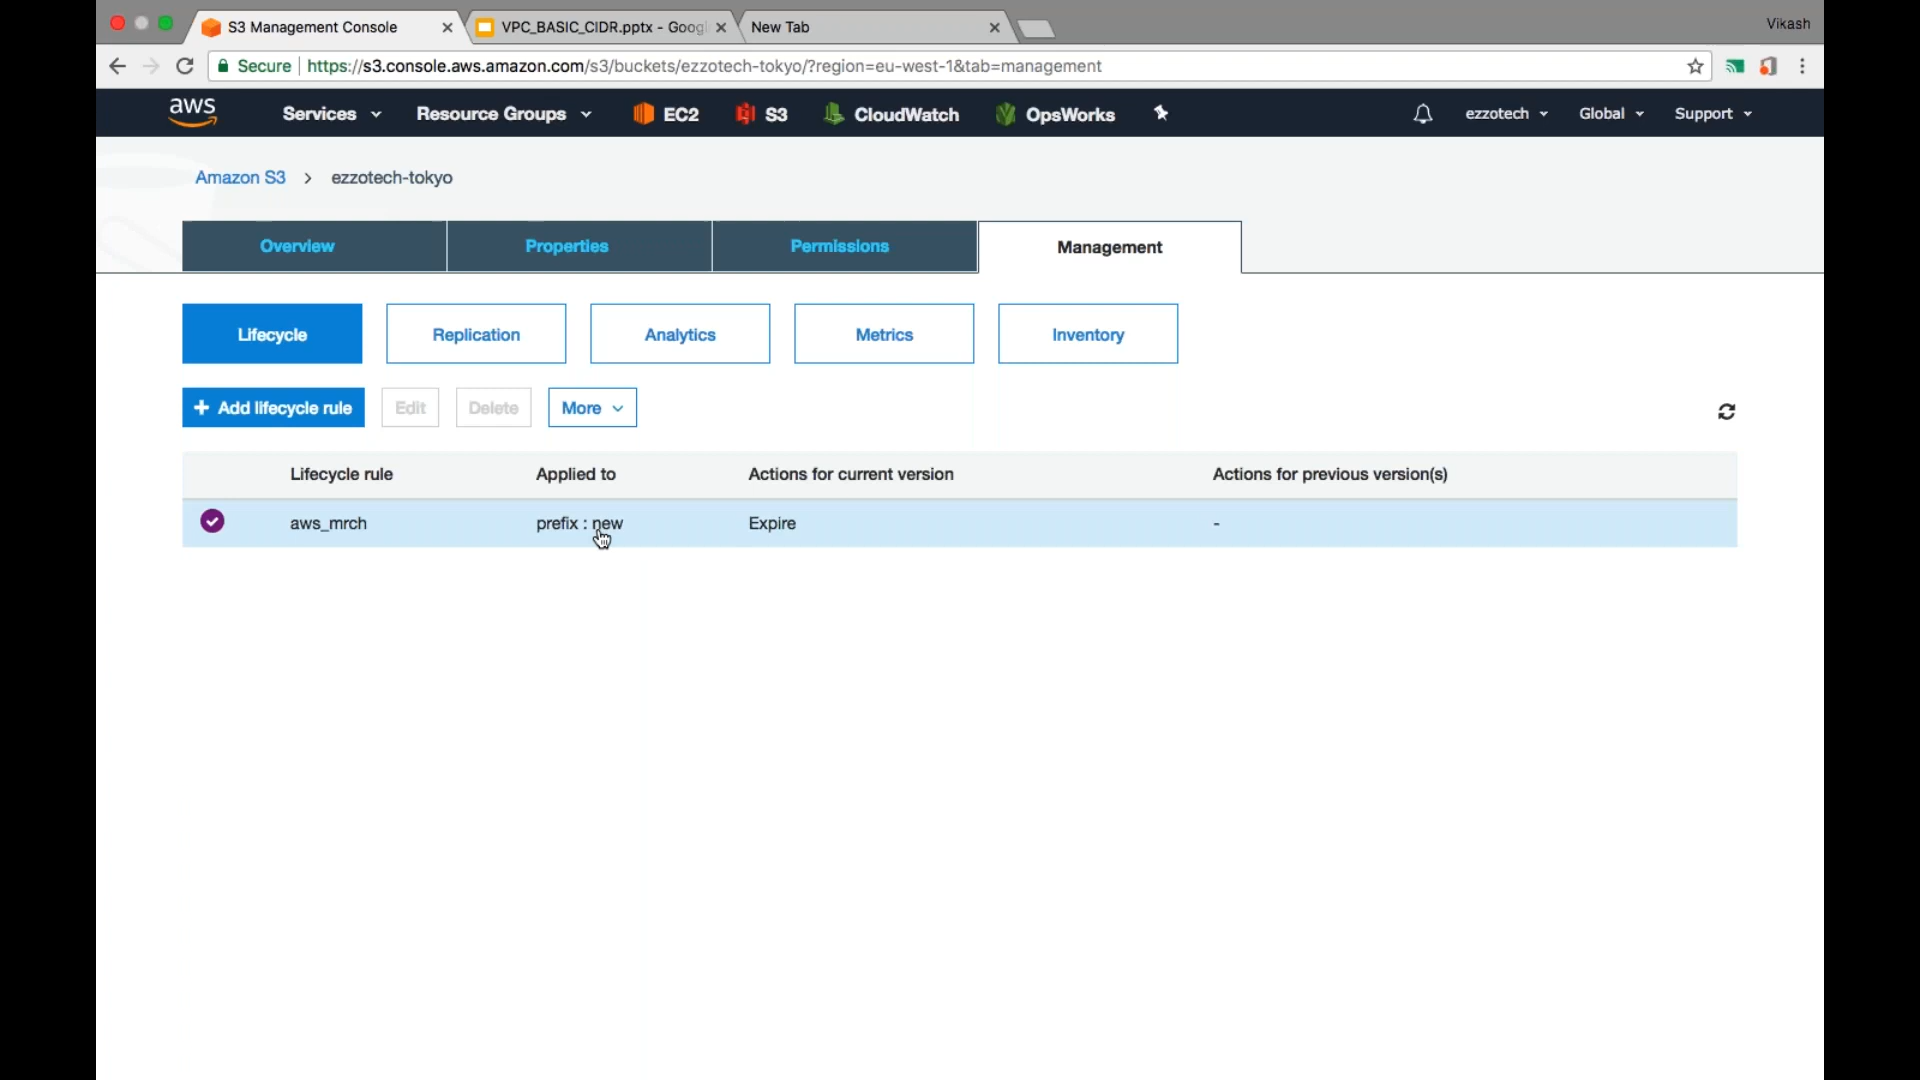 S3 Management Console
VPC_BASIC_CIDR.pptx - Googl
New Tab
Vikash
Secure
https://s3.console.aws.amazon.com/s3/buckets/ezzotech-tokyo/?region=eu-west-1&tab=management
aws Services Resource Groups EC2 S3 CloudWatch OpsWorks ezzotech Global Support
Amazon S3 > ezzotech-tokyo
Overview Properties Permissions Management
Lifecycle Replication Analytics Metrics Inventory
+ Add lifecycle rule Edit Delete More
Lifecycle rule Applied to Actions for current version Actions for previous version(s)
aws_mrch prefix : new Expire -